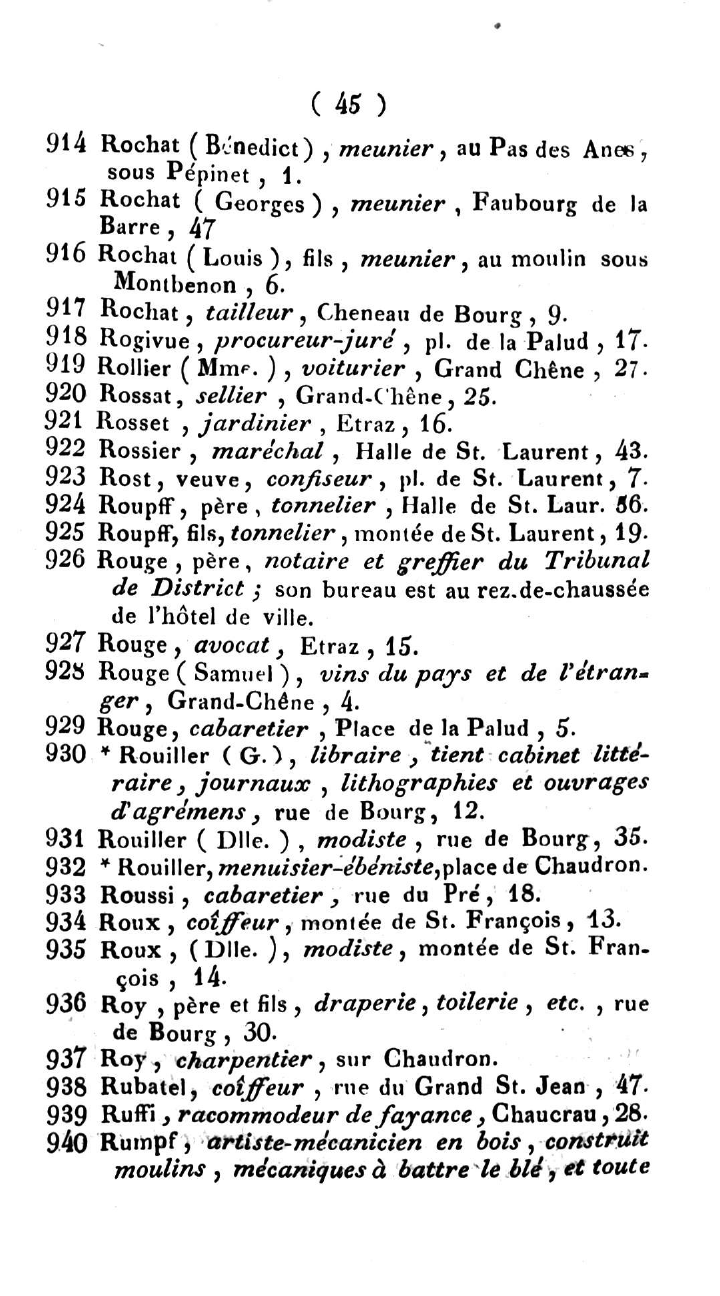 ( 45 )
914 Rochat ( Bénedict ) , meunier , au Pas des Anes ,
sous Pépinet , 1.
915 Rochat ( Georges ) , meunier , Faubourg de la
Barre , 47
916 Rochat ( Louis ) , fils , meunier , au moulin sous
Montbenon , 6.
917 Rochat , tailleur , Cheneau de Bourg , 9.
918 Rogivue , procureur-juré , pl. de la Palud , 17.
919 Rollier ( Mme. ) , voiturier , Grand Chêne , 27.
920 Rossat , sellier , Grand-Chêne , 25.
921 Rosset , jardinier , Etraz , 16.
922 Rossier , maréchal , Halle de St. Laurent , 43.
923 Rost , veuve , confiseur , pl. de St. Laurent , 7.
924 Roupff , père , tonnelier , Halle de St. Laur. 56.
925 Roupff, fils, tonnelier , montée de St. Laurent , 19.
926 Rouge , père , notaire et greffier du Tribunal
de District ; son bureau est au rez.de-chaussée
de l'hôtel de ville.
927 Rouge , avocat , Etraz , 15.
928 Rouge ( Samuel ) , vins du pays et de l'étran-
ger , Grand-Chêne , 4.
929 Rouge, cabaretier , Place de la Palud , 5.
930 * Rouiller ( G. ) , libraire , tient cabinet litté-
raire , journaux , lithographies et ouvrages
d'agrémens , rue de Bourg, 12.
931 Rouiller ( Dlle. ) , modiste , rue de Bourg, 35.
932 * Rouiller, menuisier-ébéniste,place de Chaudron.
933 Roussi , cabaretier , rue du Pré , 18.
934 Roux , coîffeur , montée de St. François , 13.
935 Roux , ( Dlle. ) , modiste , montée de St. Fran-
çois , 14.
936 Roy , père et fils , draperie , toilerie , etc. , rue
de Bourg , 30.
937 Roy , charpentier , sur Chaudron.
938 Rubatel, coîffeur , rue du Grand St. Jean , 47.
939 Ruffi , racommodeur de fayance , Chaucrau , 28.
940 Rumpf , artiste-mécanicien en bois , construit
moulins , mécaniques à battre le blé , et toute